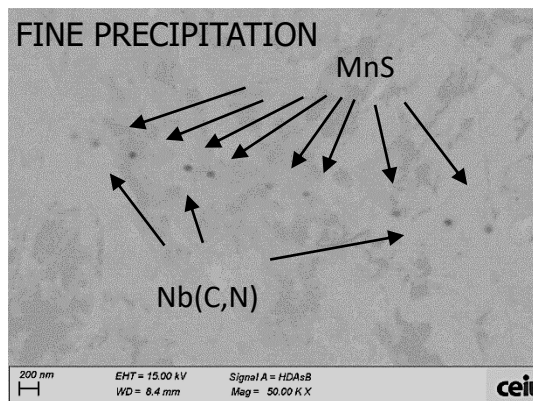 FINE PRECIPITATION
MnS
Nb(C,N)
200 nm EHT = 15.00 kV Signal A = HDAsB
WD = 8.4 mm Mag = 50.00 K X